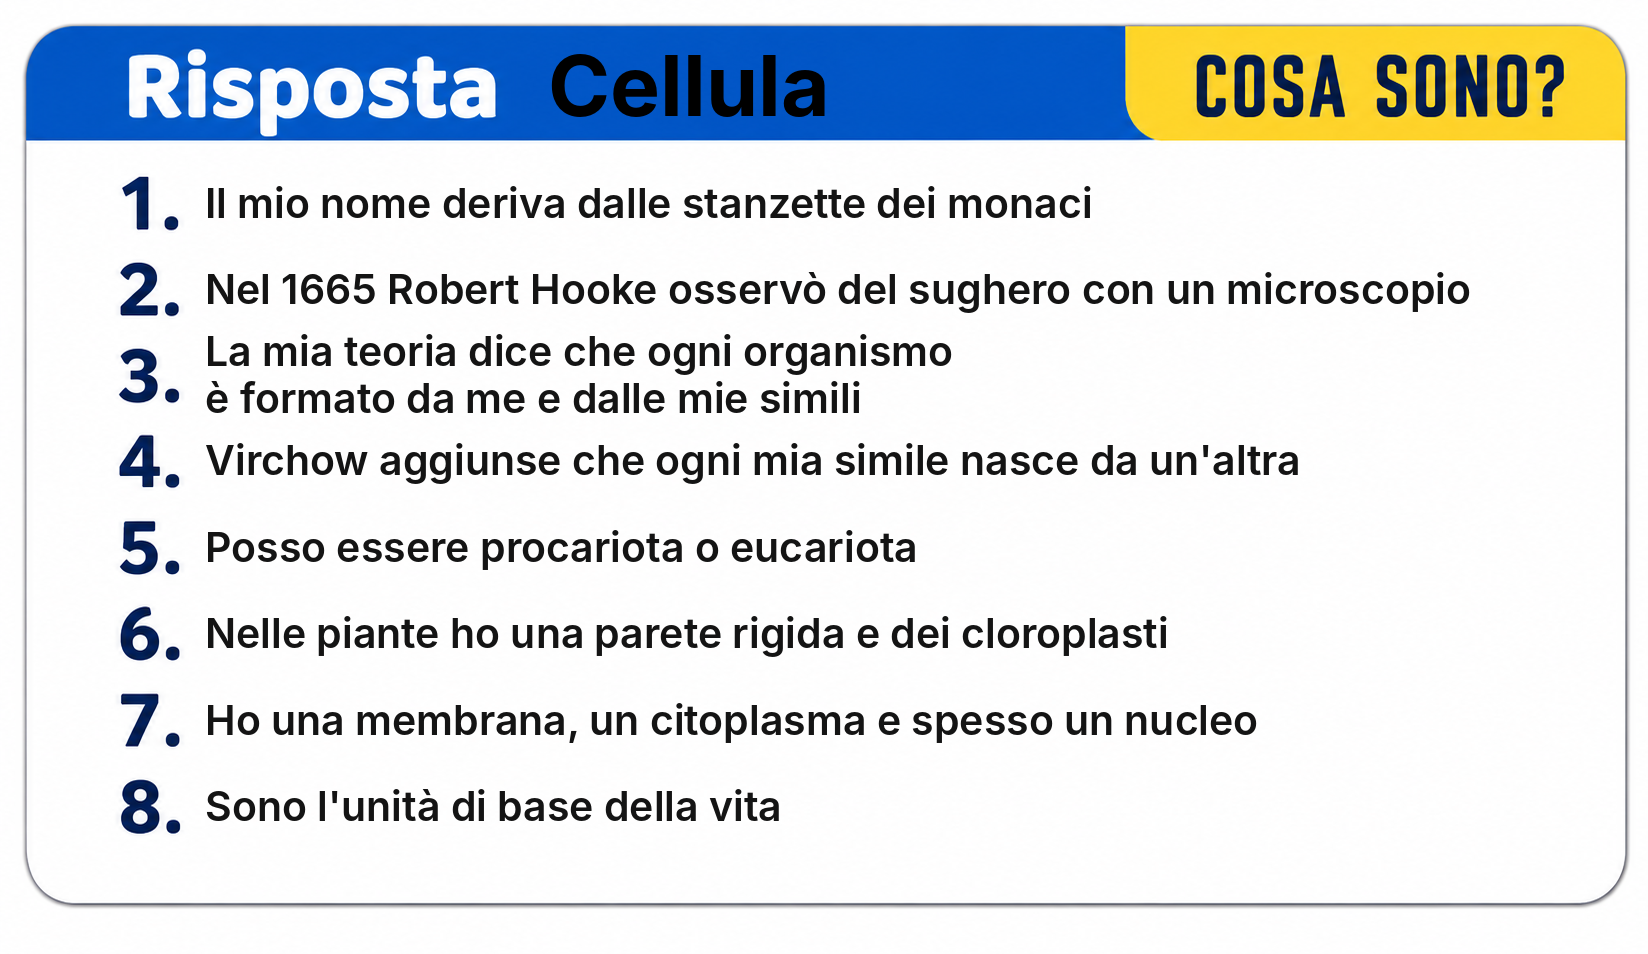 Risposta Cellula
COSA SONO?
1. Il mio nome deriva dalle stanzette dei monaci
2. Nel 1665 Robert Hooke osservò del sughero con un microscopio
3. La mia teoria dice che ogni organismo
è formato da me e dalle mie simili
4. Virchow aggiunse che ogni mia simile nasce da un'altra
5. Posso essere procariota o eucariota
6. Nelle piante ho una parete rigida e dei cloroplasti
7. Ho una membrana, un citoplasma e spesso un nucleo
8. Sono l'unità di base della vita